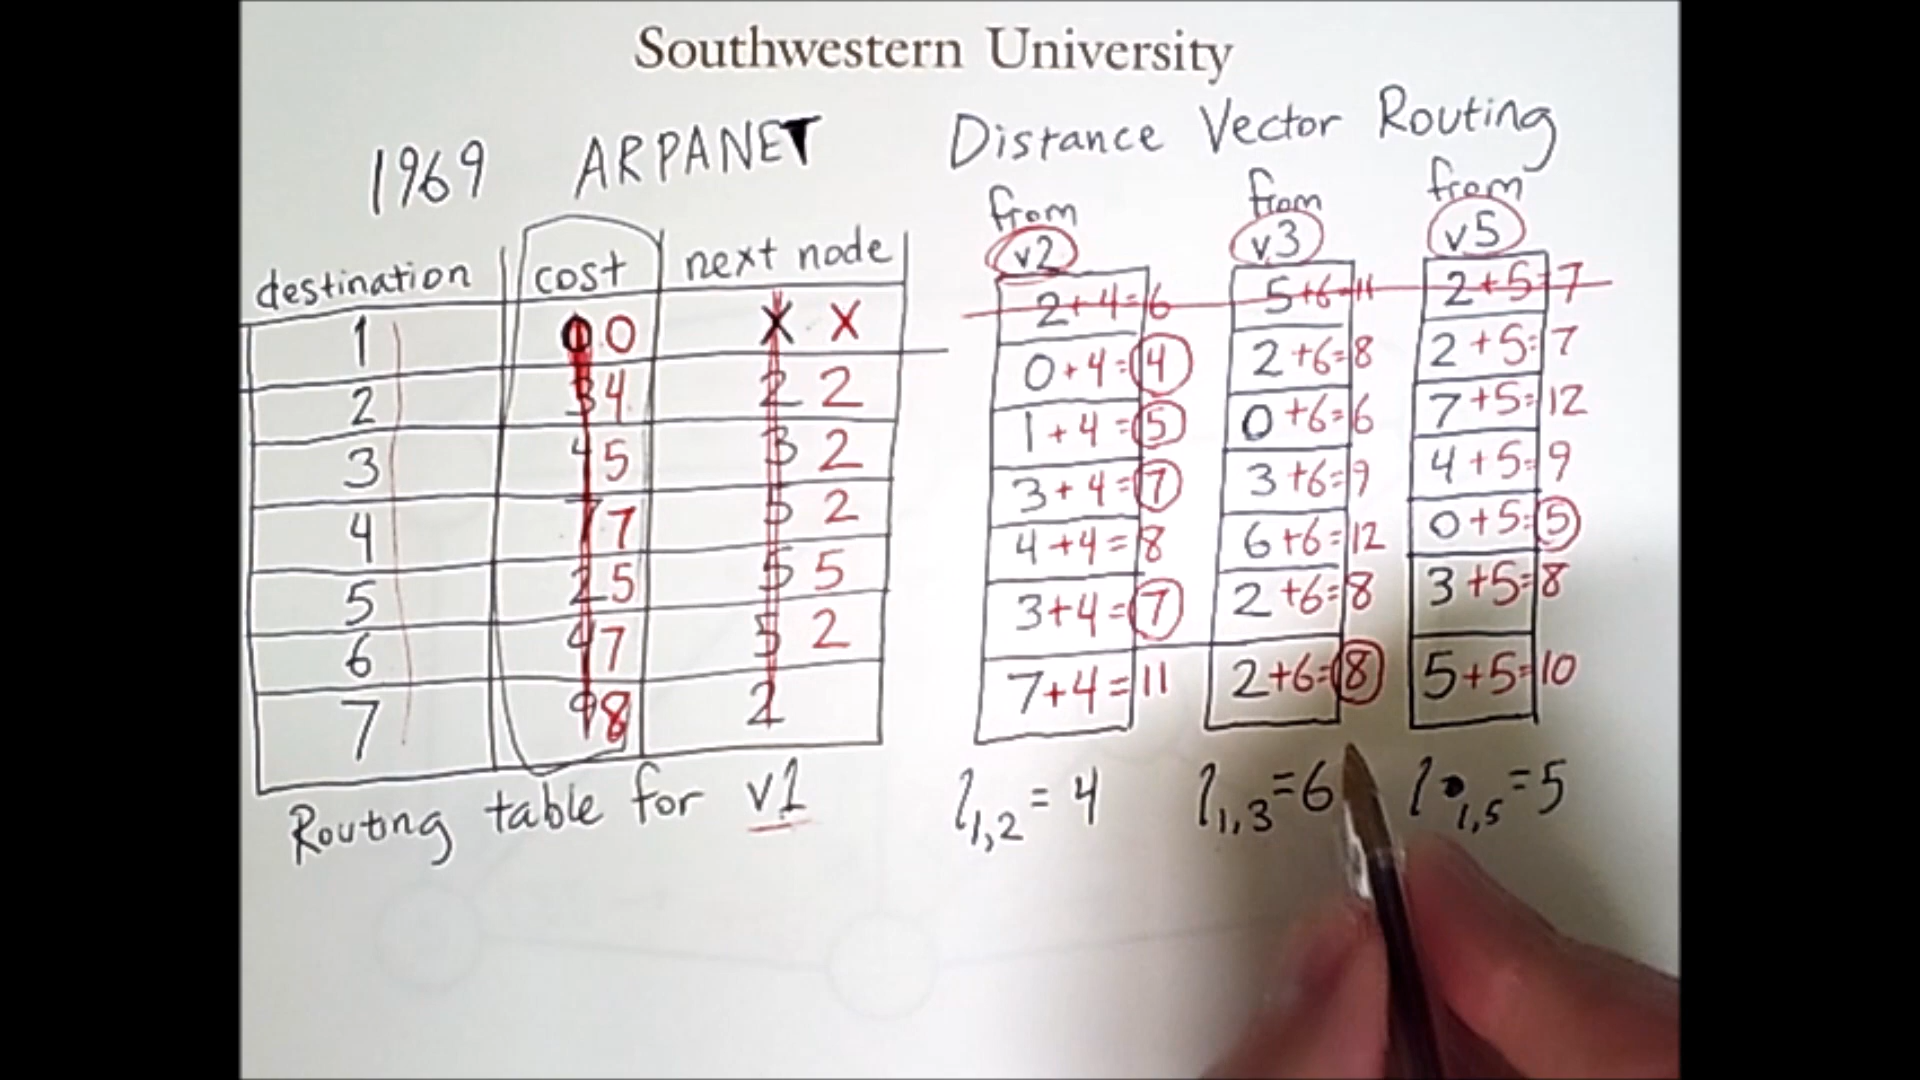 Southwestern University
1969 ARPANET Distance Vector Routing
from from from
v2 v3 v5
destination cost next node
1 0 0 X X 2+4=6 5+6=11 2+5=7
2 3 4 2 2 0+4=4 2+6=8 2+5=7
3 4 5 3 2 1+4=5 0+6=6 7+5=12
4 7 7 5 2 3+4=7 3+6=9 4+5=9
5 2 5 5 5 4+4=8 6+6=12 0+5=5
6 4 7 5 2 3+4=7 2+6=8 3+5=8
7 9 8 2 7+4=11 2+6=8 5+5=10
Routing table for v1 l1,2=4 l1,3=6 l1,5=5